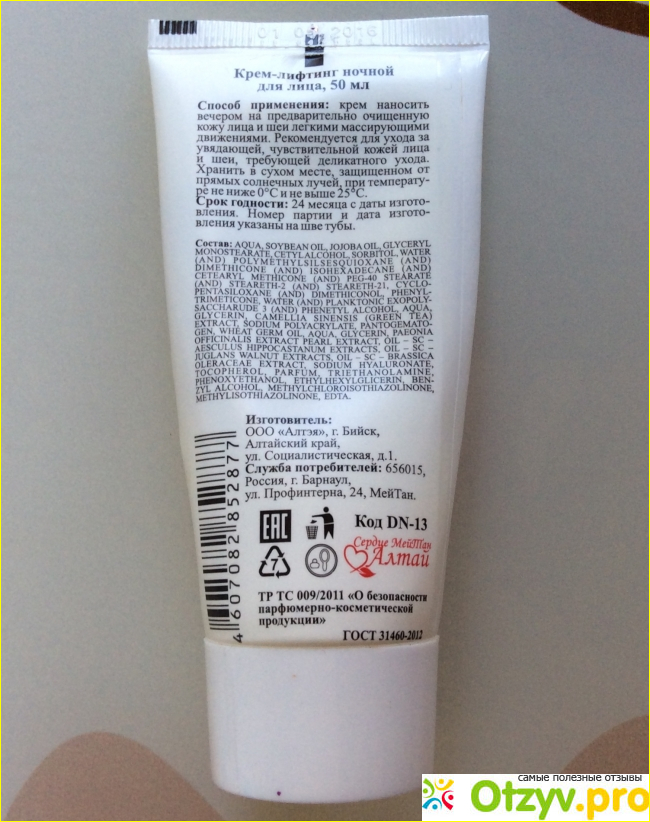 Крем-лифтинг ночной
для лица, 50 мл
Способ применения: крем наносить
вечером на предварительно очищенную
кожу лица и шеи легкими массирующими
движениями. Рекомендуется для ухода за
увядающей, чувствительной кожей лица
и шеи, требующей деликатного ухода.
Хранить в сухом месте, защищенном от
прямых солнечных лучей, при температу-
ре не ниже 0°С и не выше 25°С.
Срок годности: 24 месяца с даты изгото-
вления. Номер партии и дата изгото-
вления указаны на шве тубы.
Состав: AQUA, SOYBEAN OIL, JOJOBA OIL, GLYCERYL
MONOSTEARATE, CETYL ALCOHOL, SORBITOL, WATER
(AND) POLYMETHYLSILSESQUIOXANE (AND)
DIMETHICONE (AND) ISOHEXADECANE (AND)
CETEARYL METHICONE (AND) PEG-40 STEARATE
(AND) STEARETH-2 (AND) STEARETH-21, CYCLO-
PENTASILOXANE (AND) DIMETHICONOL, PHENYL-
TRIMETICONE, WATER (AND) PLANKTONIC EXOPOLY-
SACCHARUDE 3 (AND) PHENETYL ALCOHOL, AQUA,
GLYCERIN, CAMELLIA SINENSIS (GREEN TEA)
EXTRACT, SODIUM POLYACRYLATE, PANTOGEMATO-
GEN, WHEAT GERM OIL, AQUA, GLYCERIN, PAEONIA
OFFICINALIS EXTRACT PEARL EXTRACT, OIL – SC –
AESCULUS HIPPOCASTANUM EXTRACTS, OIL – SC –
JUGLANS WALNUT EXTRACTS, OIL – SC – BRASSICA
OLERACEAE EXTRACT, SODIUM HYALURONATE,
TOCOPHEROL, PARFUM, TRIETHANOLAMINE,
PHENOXYETHANOL, ETHYLHEXYLGLICERIN, BEN-
ZYL ALCOHOL, METHYLCHLOROISOTHIAZOLINONE,
METHYLISOTHIAZOLINONE, EDTA.
Изготовитель:
ООО «Алтэя», г. Бийск,
Алтайский край,
ул. Социалистическая, д.1.
Служба потребителей: 656015,
Россия, г. Барнаул,
ул. Профинтерна, 24, МейТан.
4 607082 852877
EAC
Код DN-13
7
Сердце МейТан
Алтай
ТР ТС 009/2011 «О безопасности
парфюмерно-косметической
продукции»
ГОСТ 31460-2012
самые полезные отзывы
Otzyv.pro